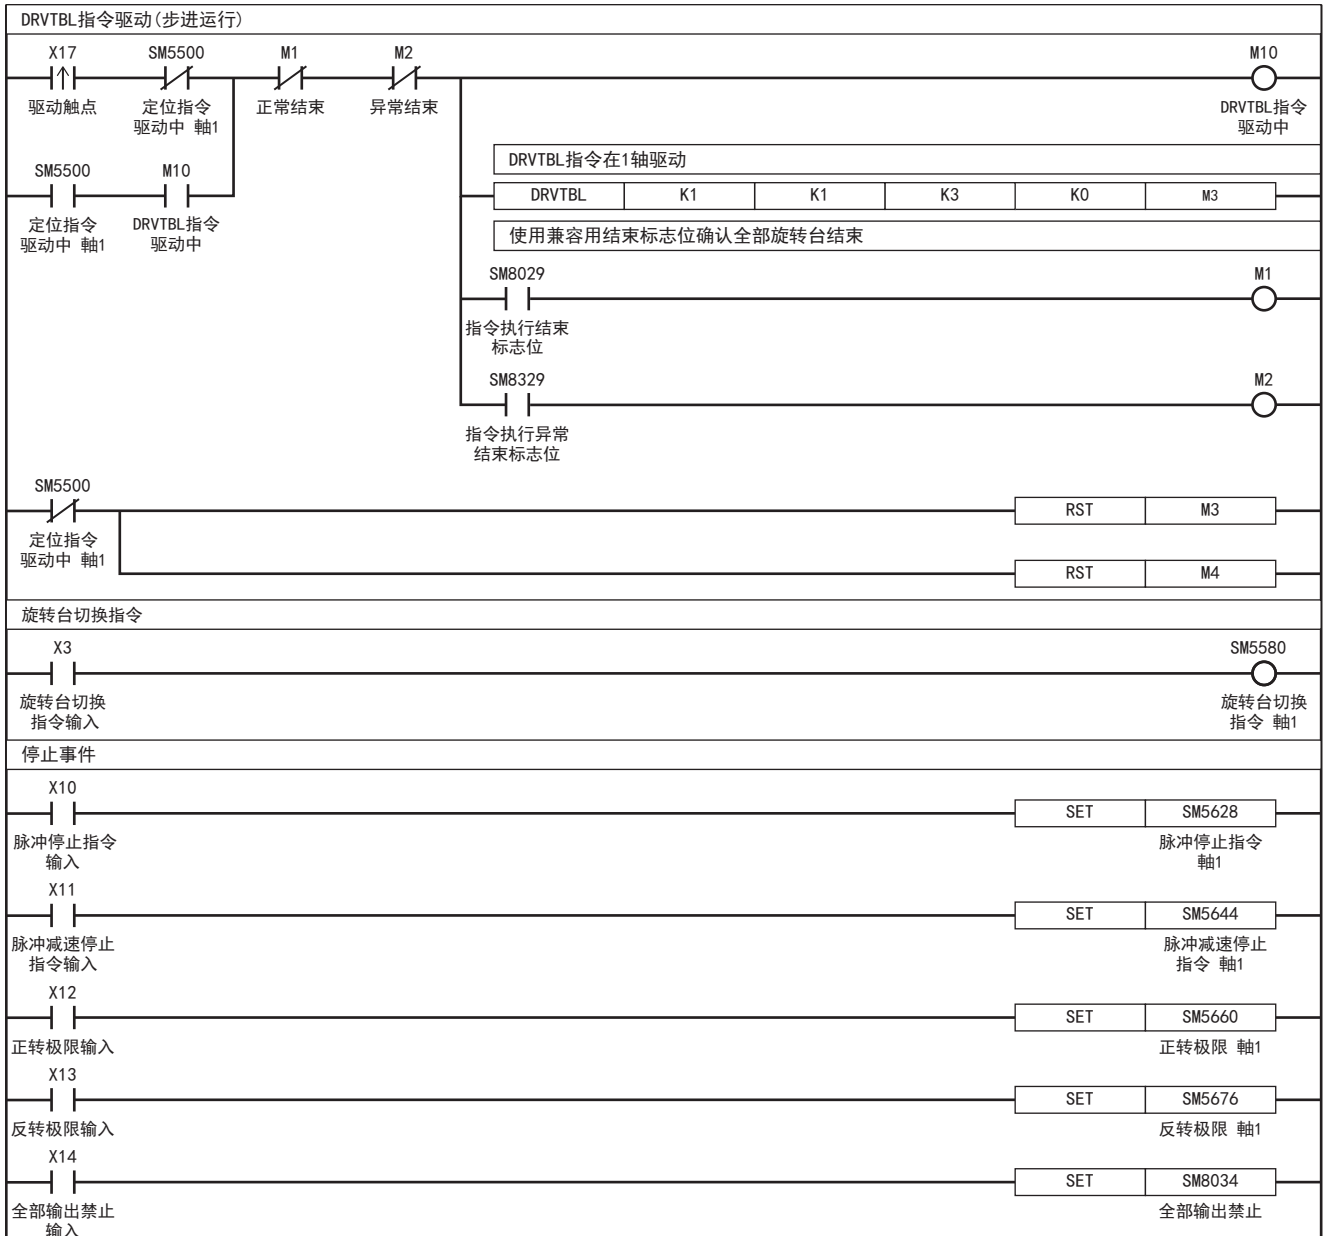 DRVTBL指令驱动(步进运行)
X17 SM5500 M1 M2 M10
驱动触点 定位指令 正常结束 异常结束 DRVTBL指令
驱动中 軸1 驱动中
DRVTBL指令在1轴驱动
SM5500 M10
DRVTBL K1 K1 K3 K0 M3
定位指令 DRVTBL指令
驱动中 軸1 驱动中
使用兼容用结束标志位确认全部旋转台结束
SM8029 M1
指令执行结束
标志位
SM8329 M2
指令执行异常
结束标志位
SM5500
RST M3
定位指令
驱动中 軸1
RST M4
旋转台切换指令
X3 SM5580
旋转台切换 旋转台切换
指令输入 指令 軸1
停止事件
X10
SET SM5628
脉冲停止指令 脉冲停止指令
输入 軸1
X11
SET SM5644
脉冲减速停止 脉冲减速停止
指令输入 指令 軸1
X12
SET SM5660
正转极限输入 正转极限 軸1
X13
SET SM5676
反转极限输入 反转极限 軸1
X14
SET SM8034
全部输出禁止 全部输出禁止
输入